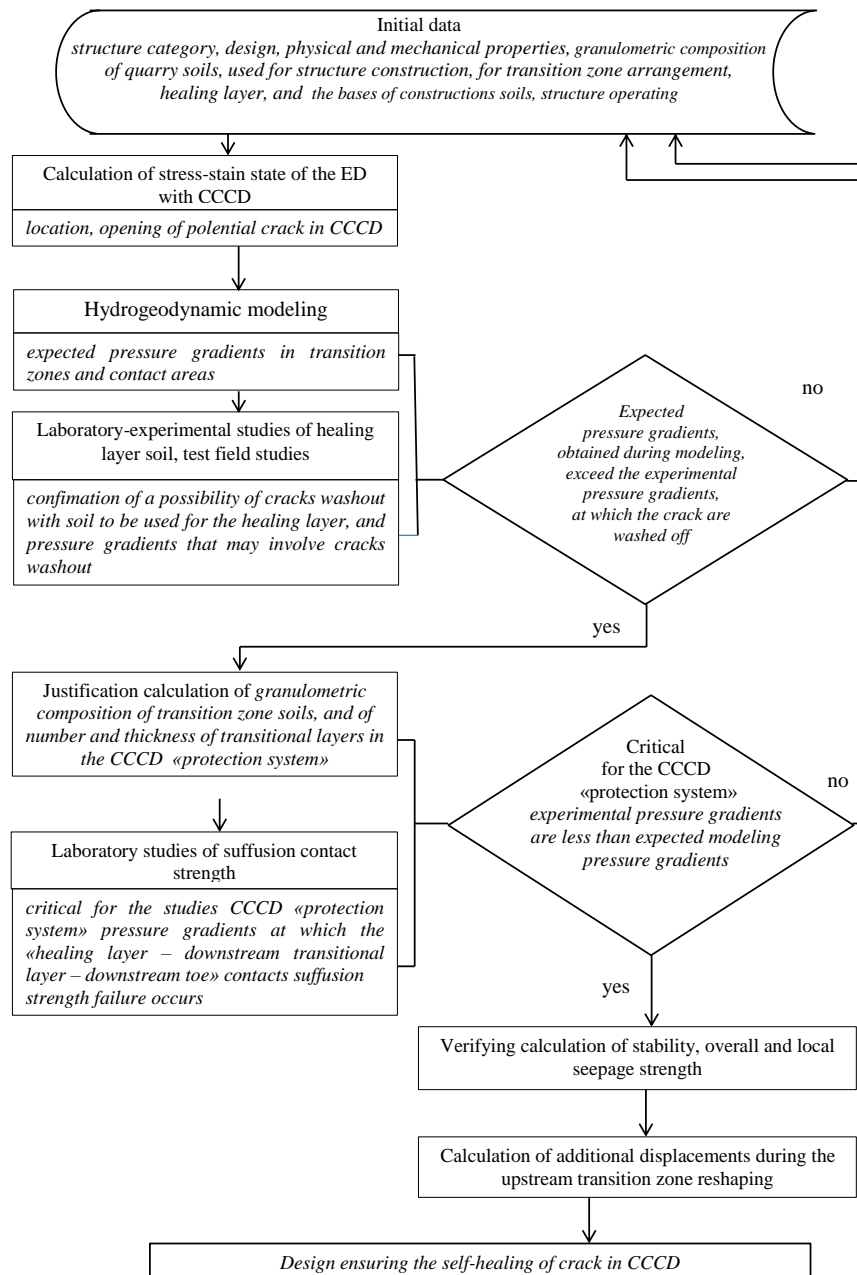 Initial data
structure category, design, physical and mechanical properties, granulometric composition
of quarry soils, used for structure construction, for transition zone arrangement,
healing layer, and the bases of constructions soils, structure operating
Calculation of stress-stain state of the ED
with CCCD
location, opening of potential crack in CCCD
Hydrogeodynamic modeling
expected pressure gradients in transition
zones and contact areas
Laboratory-experimental studies of healing
layer soil, test field studies
confimation of a possibility of cracks washout
with soil to be used for the healing layer, and
pressure gradients that may involve cracks
washout
Expected
pressure gradients,
obtained during modeling,
exceed the experimental
pressure gradients,
at which the crack are
washed off
no
yes
Justification calculation of granulometric
composition of transition zone soils, and of
number and thickness of transitional layers in
the CCCD «protection system»
Laboratory studies of suffusion contact
strength
critical for the studies CCCD «protection
system» pressure gradients at which the
«healing layer – downstream transitional
layer – downstream toe» contacts suffusion
strength failure occurs
Critical
for the CCCD
«protection system»
experimental pressure gradients
are less than expected modeling
pressure gradients
no
yes
Verifying calculation of stability, overall and local
seepage strength
Calculation of additional displacements during the
upstream transition zone reshaping
Design ensuring the self-healing of crack in CCCD